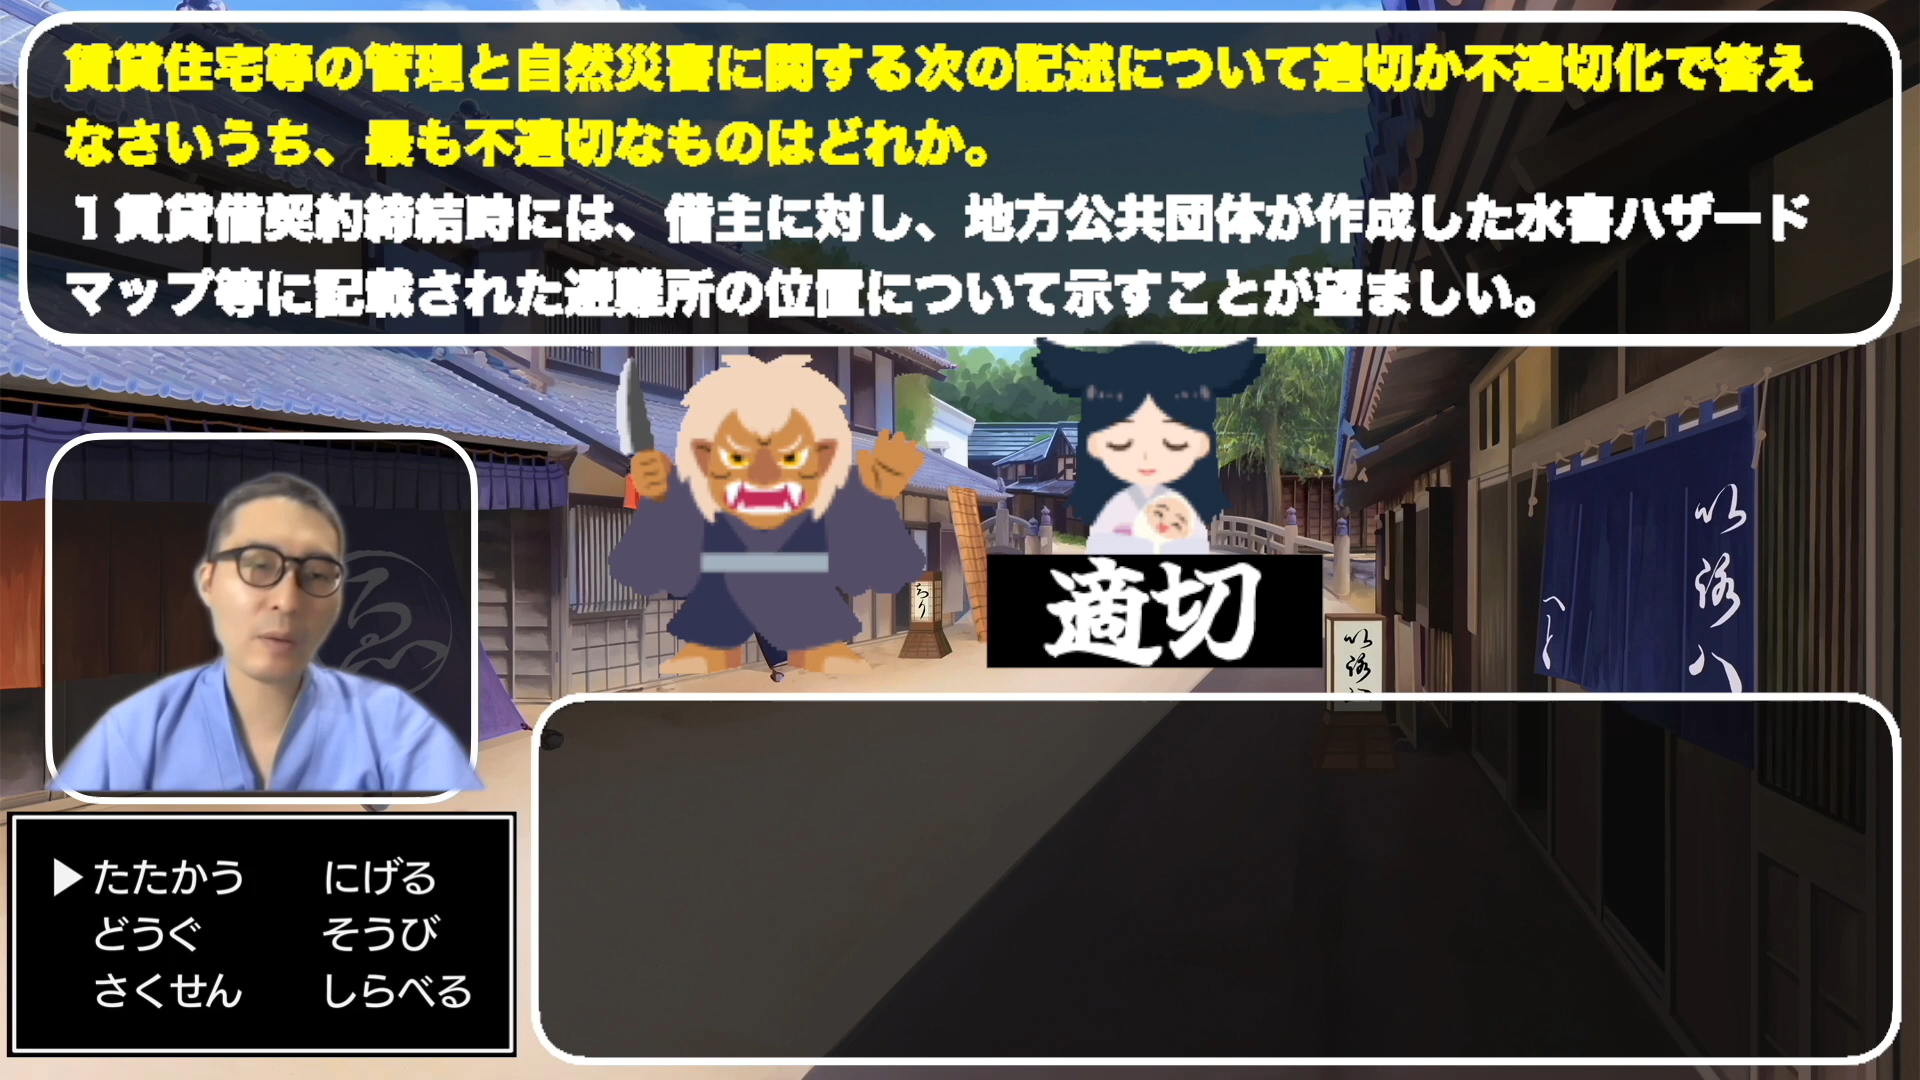 賃貸住宅等の管理と自然災害に関する次の記述について適切か不適切化で答え
なさいうち、最も不適切なものはどれか。
１賃貸借契約締結時には、借主に対し、地方公共団体が作成した水害ハザード
マップ等に記載された避難所の位置について示すことが望ましい。
適切
▶たたかう　にげる
どうぐ　そうび
さくせん　しらべる